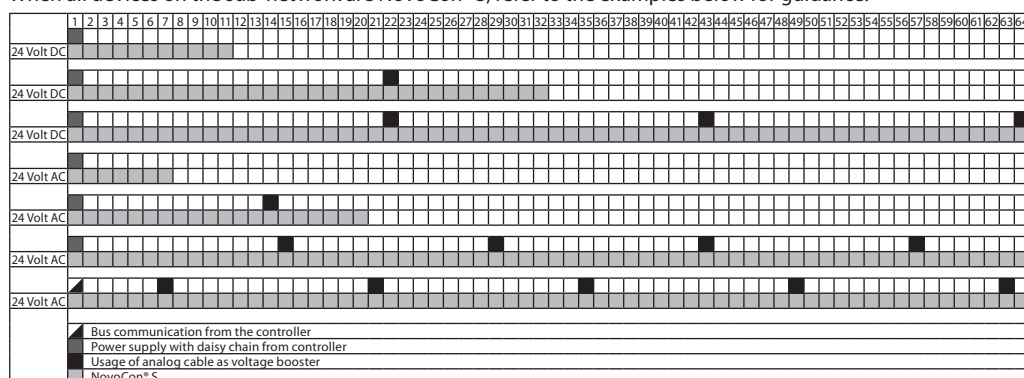 When all devices on the sub-network are NovoCon® S, refer to the examples below for guidance:
1 2 3 4 5 6 7 8 9 10 11 12 13 14 15 16 17 18 19 20 21 22 23 24 25 26 27 28 29 30 31 32 33 34 35 36 37 38 39 40 41 42 43 44 45 46 47 48 49 50 51 52 53 54 55 56 57 58 59 60 61 62 63 64
24 Volt DC
24 Volt DC
24 Volt DC
24 Volt AC
24 Volt AC
24 Volt AC
24 Volt AC
Bus communication from the controller
Power supply with daisy chain from controller
Usage of analog cable as voltage booster
NovoCon® S